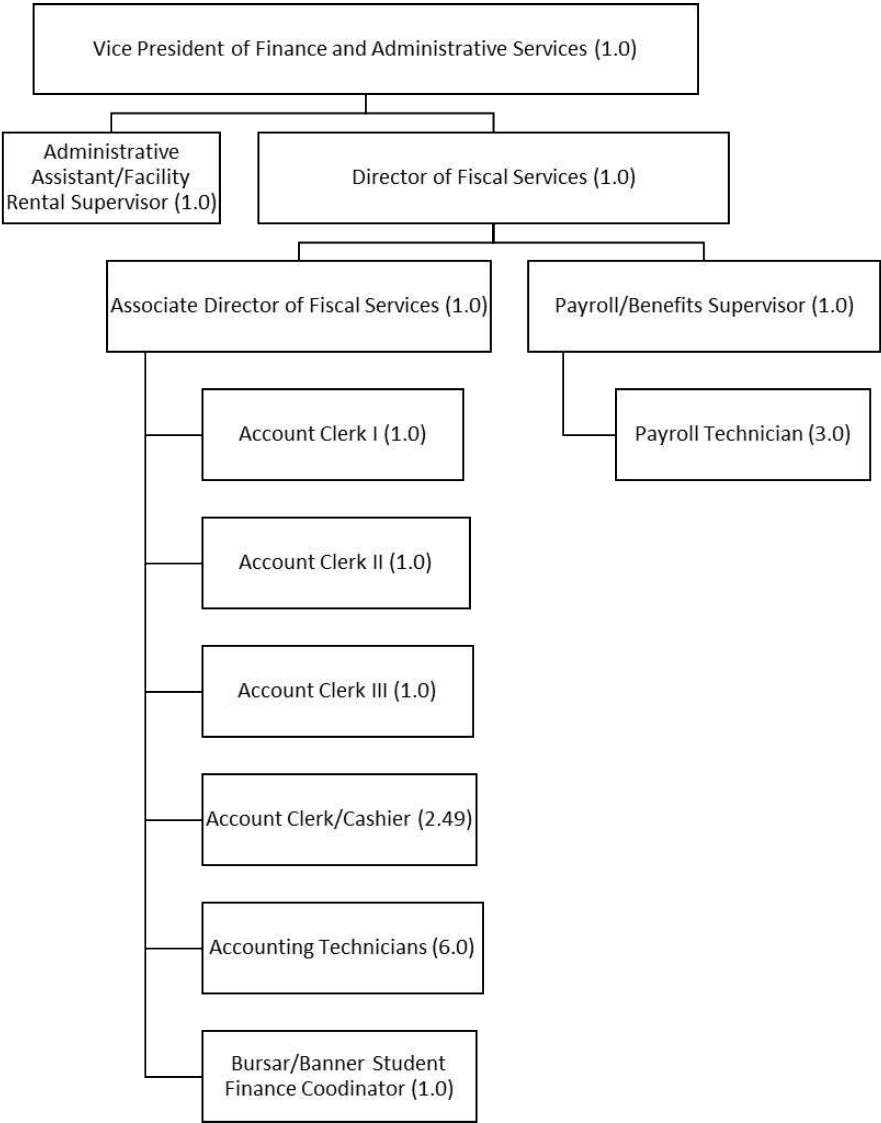 Vice President of Finance and Administrative Services (1.0)
Administrative
Assistant/Facility
Rental Supervisor (1.0)
Director of Fiscal Services (1.0)
Associate Director of Fiscal Services (1.0)
Payroll/Benefits Supervisor (1.0)
Account Clerk I (1.0)
Payroll Technician (3.0)
Account Clerk II (1.0)
Account Clerk III (1.0)
Account Clerk/Cashier (2.49)
Accounting Technicians (6.0)
Bursar/Banner Student
Finance Coodinator (1.0)